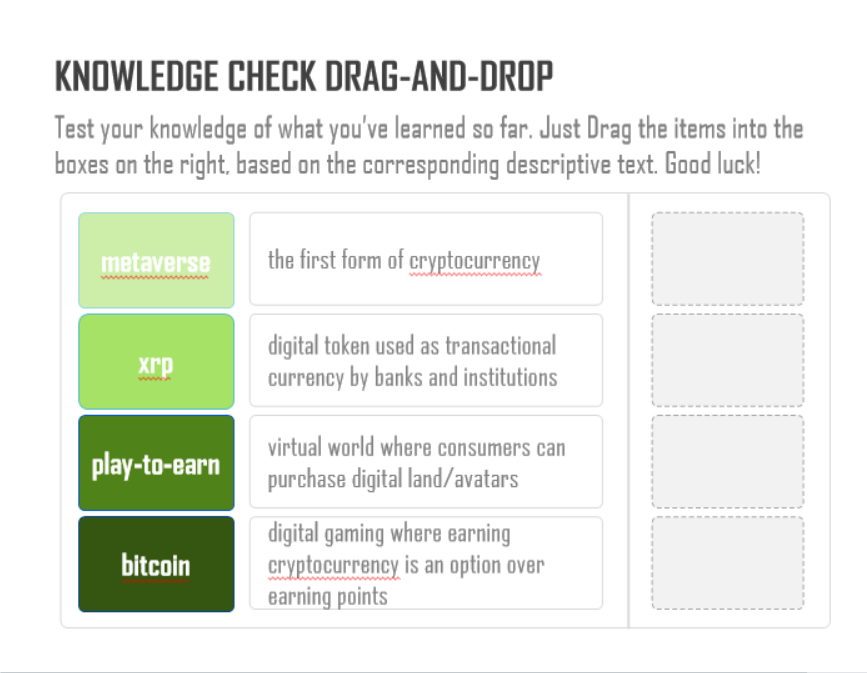 KNOWLEDGE CHECK DRAG-AND-DROP
Test your knowledge of what you've learned so far. Just Drag the items into the
boxes on the right, based on the corresponding descriptive text. Good luck!
metaverse
the first form of cryptocurrency
xrp
digital token used as transactional
currency by banks and institutions
play-to-earn
virtual world where consumers can
purchase digital land/avatars
bitcoin
digital gaming where earning
cryptocurrency is an option over
earning points